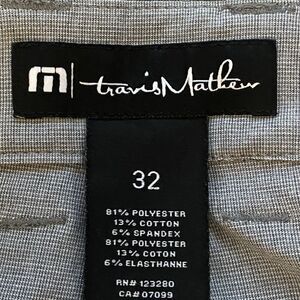 m | travisMathew
32
81% POLYESTER
13% COTTON
6% SPANDEX
81% POLYESTER
13% COTON
6% ELASTHANNE
RN# 123280
CA# 07099